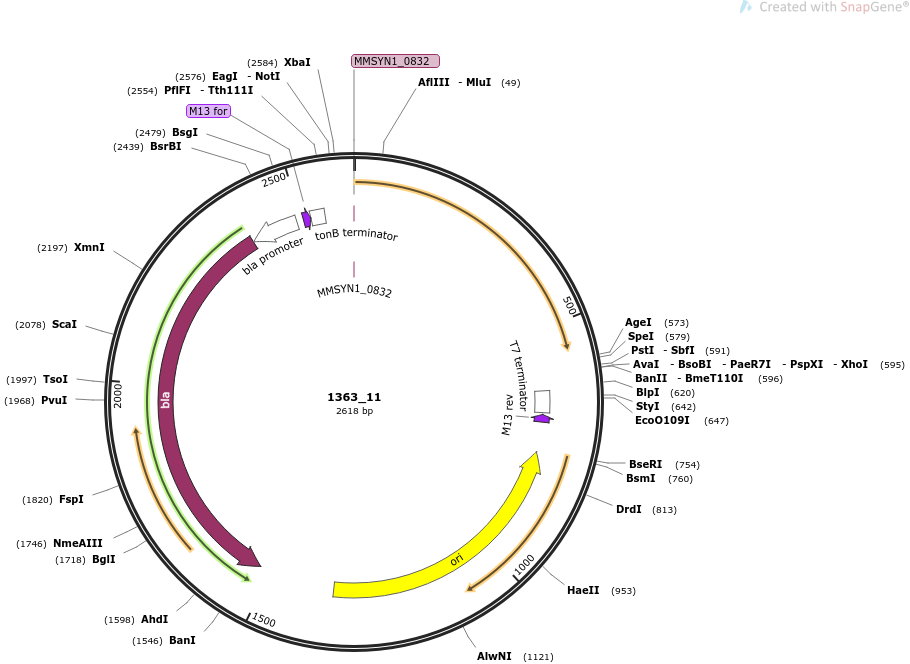 Created with SnapGene®
(2584) XbaI
MMSYN1_0832
(2576) EagI - NotI
AflIII - MluI (49)
(2554) PflFI - Tth111I
M13 for
(2479) BsgI
(2439) BsrBI
2500
tonB terminator
bla promoter
(2197) XmnI
MMSYN1_0832
500
(2078) ScaI
AgeI (573)
SpeI (579)
PstI - SbfI (591)
AvaI - BsoBI - PaeR7I - PspXI - XhoI (595)
BanII - BmeT110I (596)
BlpI (620)
StyI (642)
EcoO109I (647)
T7 terminator
(1997) TsoI
2000
(1968) PvuI
bla
1363_11
2618 bp
M13 rev
BseRI (754)
BsmI (760)
(1820) FspI
DrdI (813)
(1746) NmeAIII
(1718) BglI
ori
1000
HaeII (953)
(1598) AhdI
1500
(1546) BanI
AlwNI (1121)